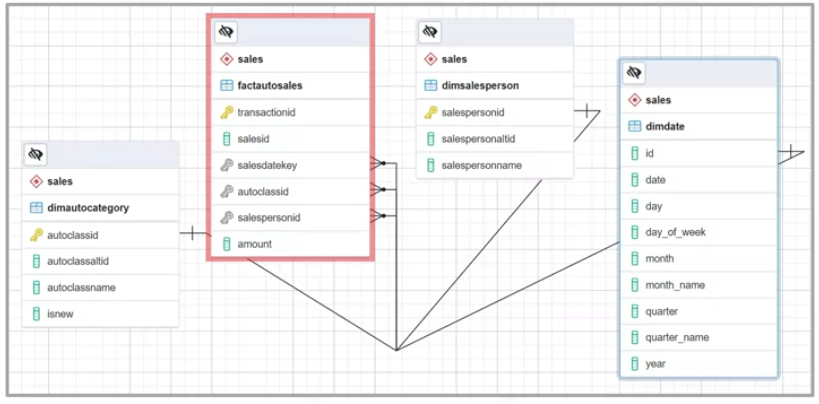 sales
dimautocategory
autoclassid
autoclassaltid
autoclassname
isnew
sales
factautosales
transactionid
salesid
salesdatekey
autoclassid
salespersonid
amount
sales
dimsalesperson
salespersonid
salespersonaltid
salespersonname
sales
dimdate
id
date
day
day_of_week
month
month_name
quarter
quarter_name
year